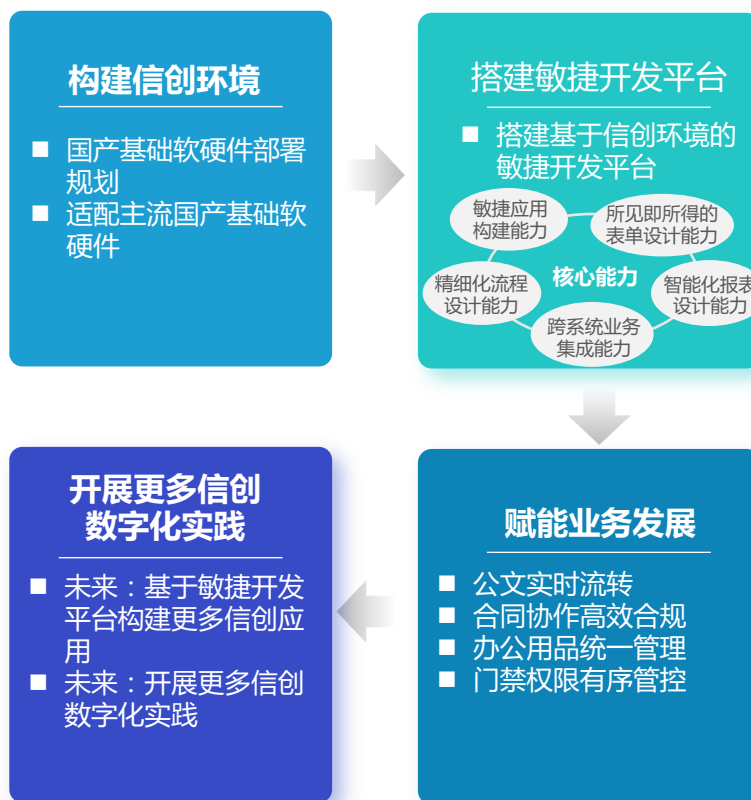 构建信创环境
■ 国产基础软硬件部署
规划
■ 适配主流国产基础软
硬件
搭建敏捷开发平台
■ 搭建基于信创环境的
敏捷开发平台
敏捷应用
构建能力
所见即所得的
表单设计能力
精细化流程
设计能力
核心能力
智能化报表
设计能力
跨系统业务
集成能力
赋能业务发展
■ 公文实时流转
■ 合同协作高效合规
■ 办公用品统一管理
■ 门禁权限有序管控
开展更多信创
数字化实践
■ 未来：基于敏捷开发
平台构建更多信创应
用
■ 未来：开展更多信创
数字化实践